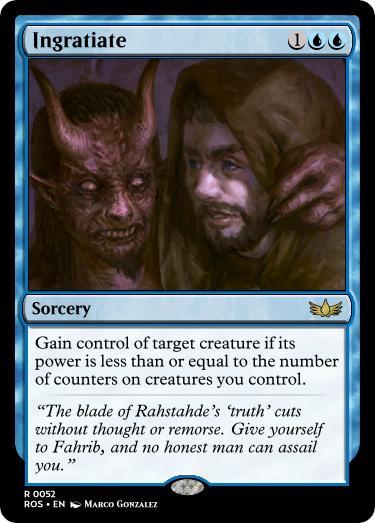 Ingratiate 1
Sorcery
Gain control of target creature if its
power is less than or equal to the number
of counters on creatures you control.
“The blade of Rahstahde’s ‘truth’ cuts
without thought or remorse. Give yourself
to Fahrib, and no honest man can assail
you.”
R 0052
ROS • EN Marco Gonzalez